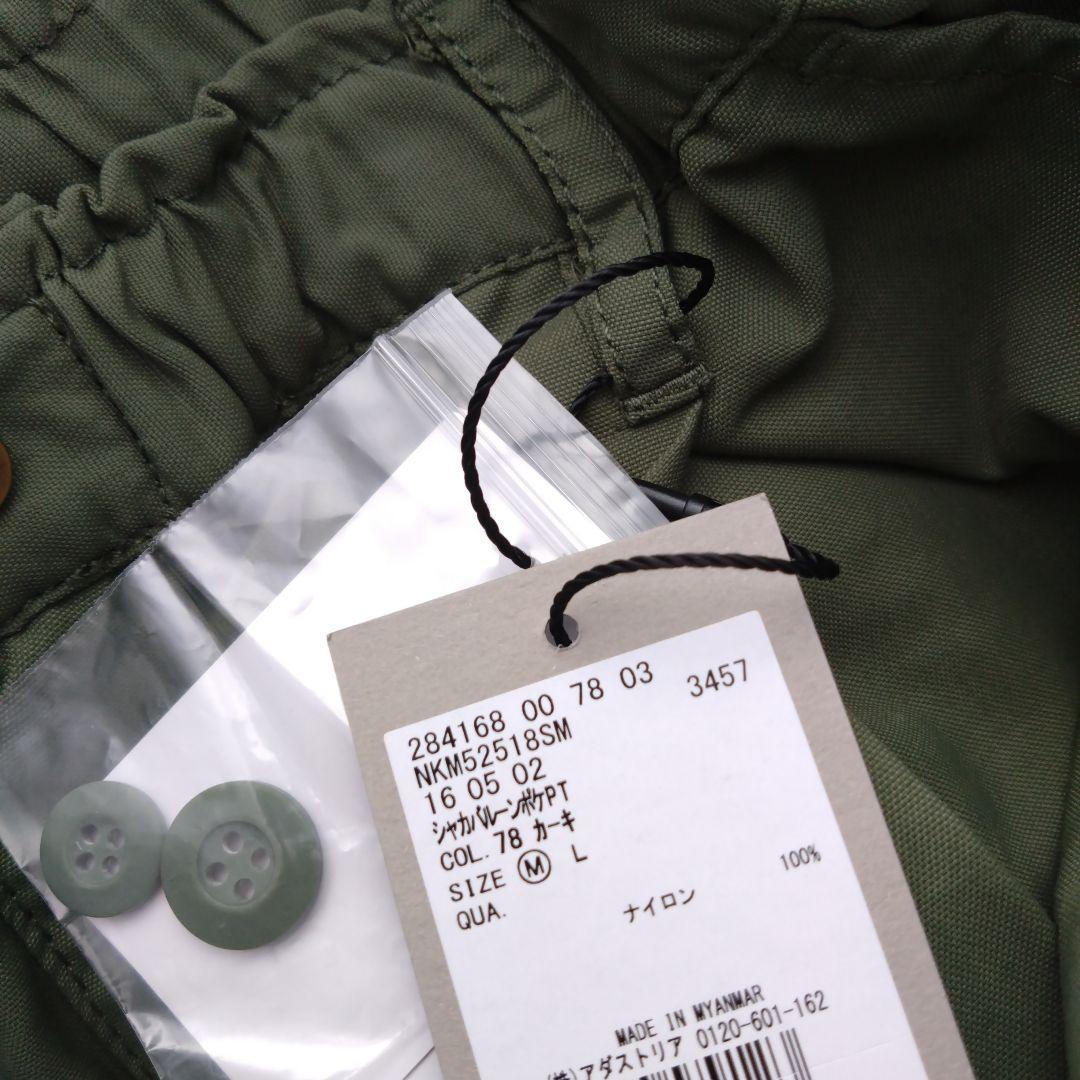 284168 00 78 03 3457
NKM52518SM
16 05 02
シャカバルーンポケPT
COL. 78 カーキ
SIZE M L
QUA.
ナイロン 100%
MADE IN MYANMAR
(株)アダストリア 0120-601-162